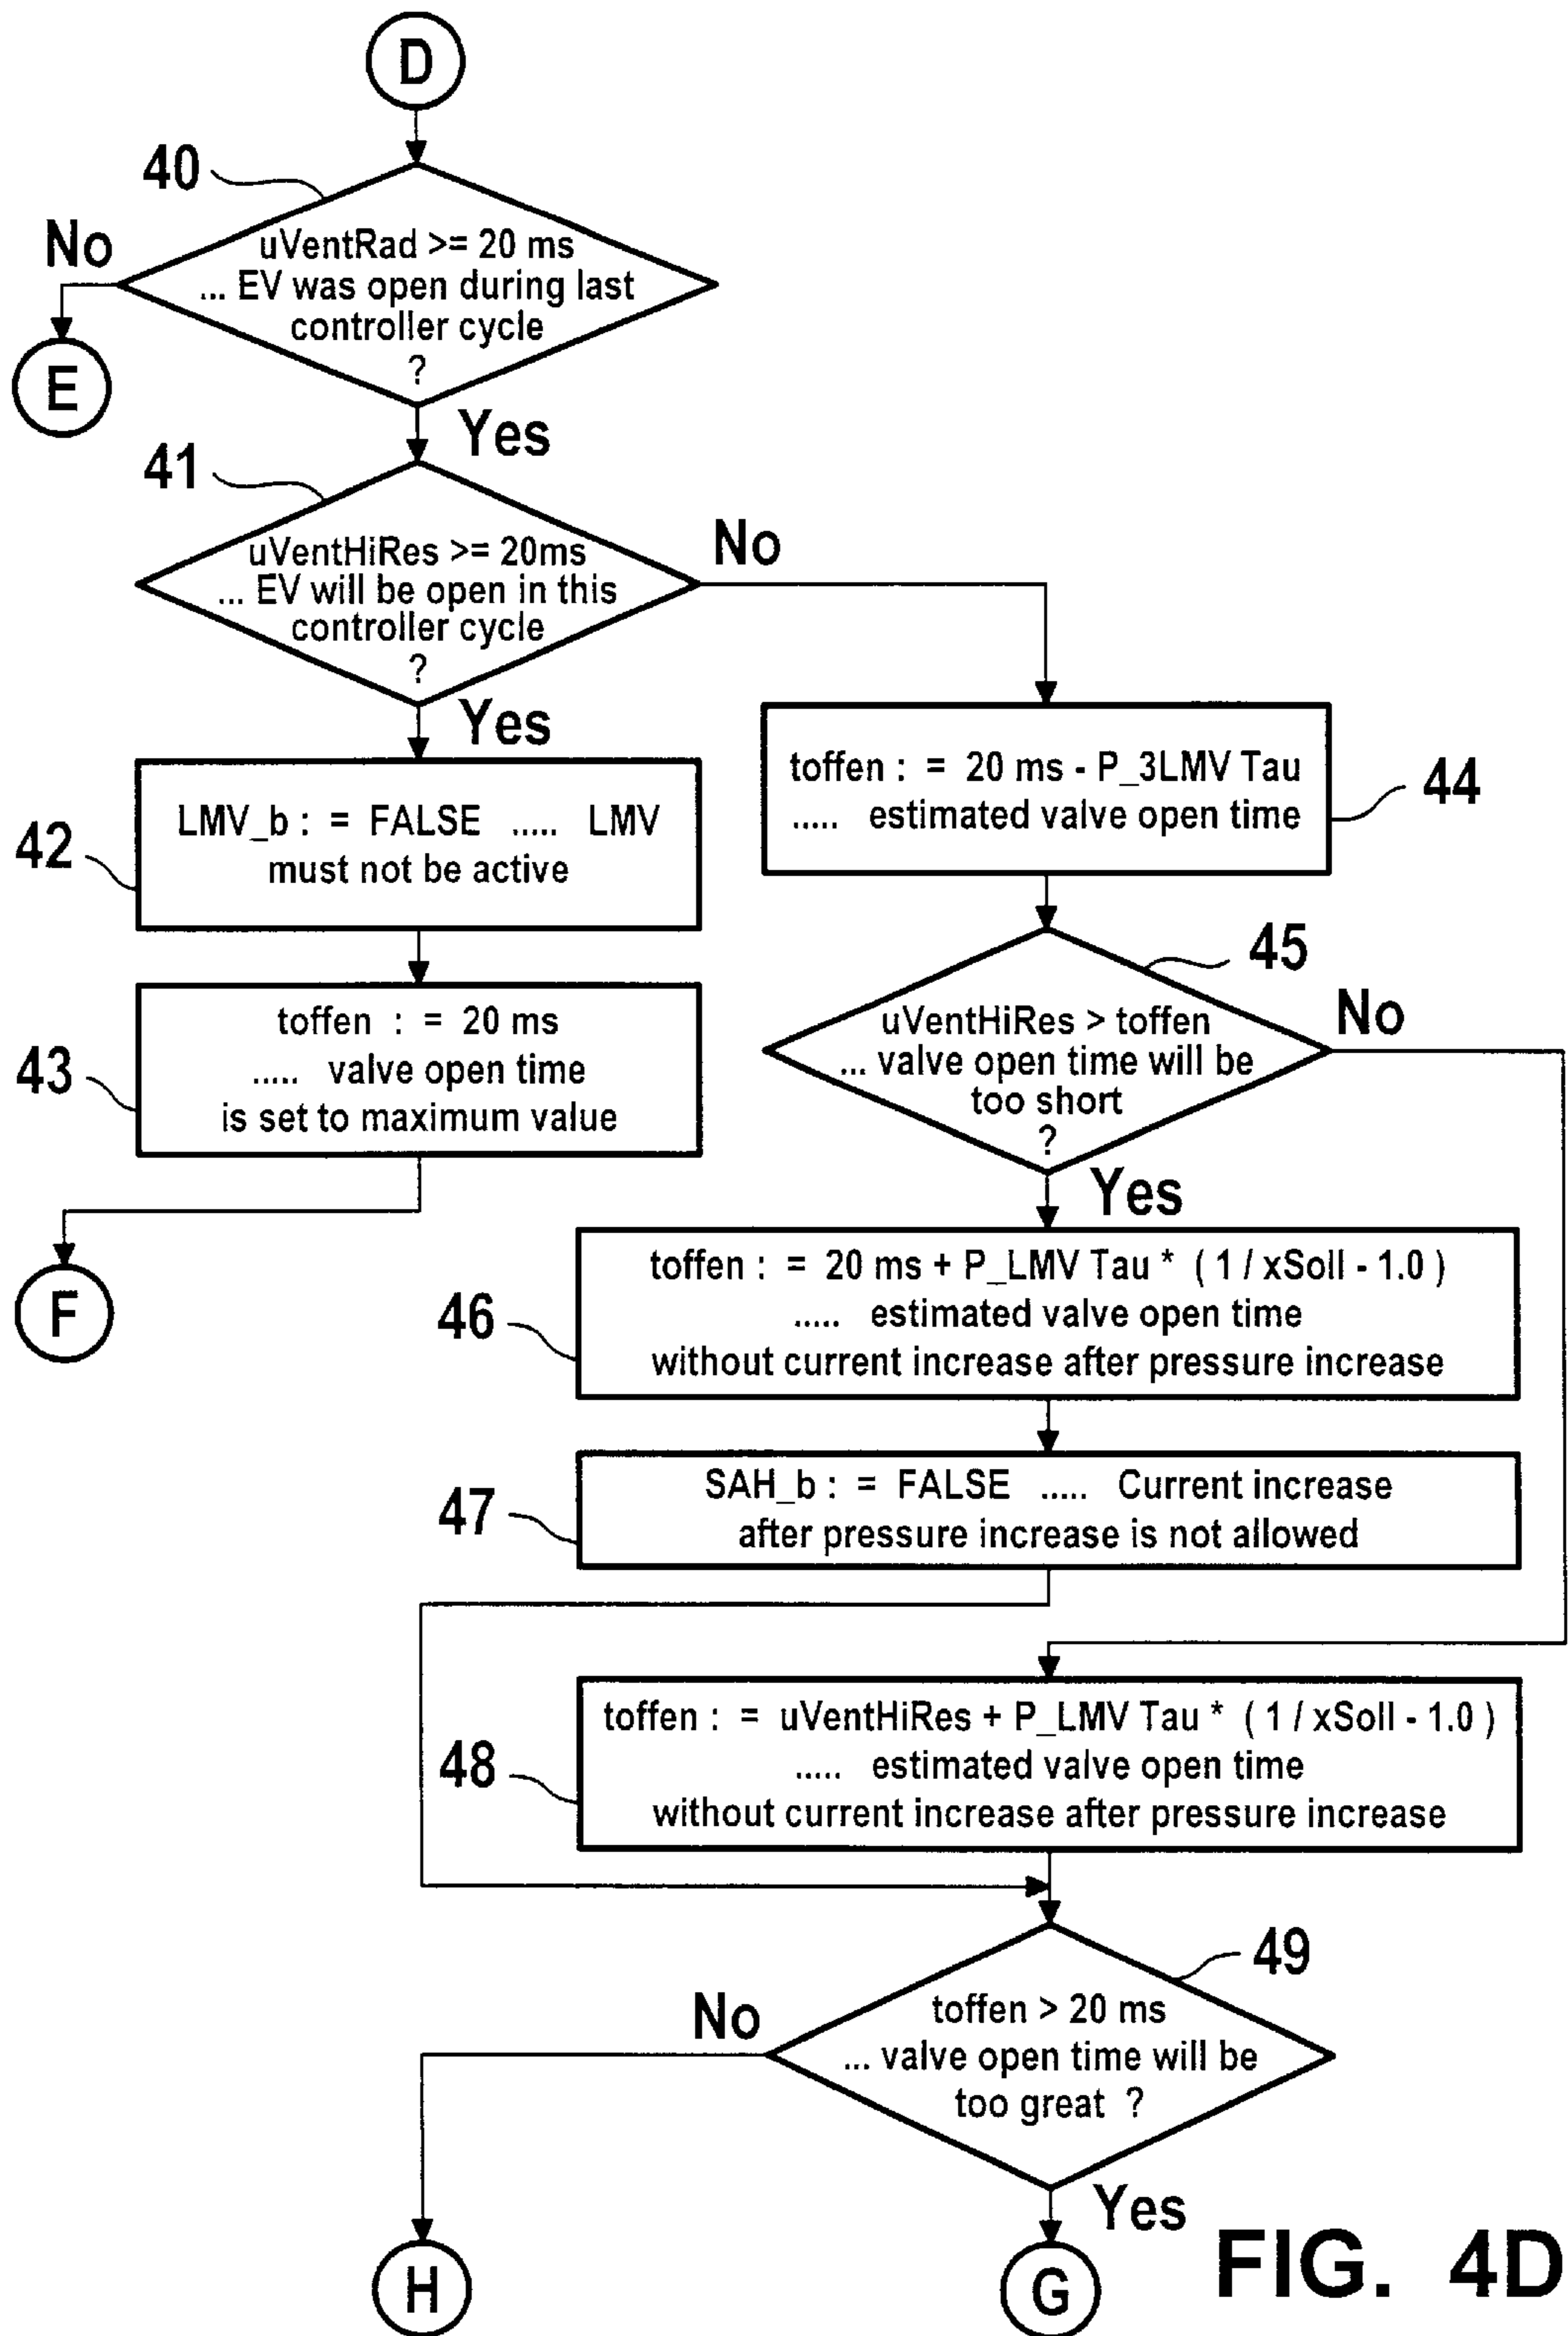 D
40
No
uVentRad >= 20 ms
... EV was open during last
controller cycle
?
E
Yes
41
uVentHiRes >= 20ms
... EV will be open in this
controller cycle
?
No
Yes
42
LMV_b : = FALSE ..... LMV
must not be active
toffen : = 20 ms - P_3LMV Tau
..... estimated valve open time
44
43
toffen : = 20 ms
..... valve open time
is set to maximum value
45
uVentHiRes > toffen
... valve open time will be
too short
?
No
Yes
F
46
toffen : = 20 ms + P_LMV Tau * ( 1 / xSoll - 1.0 )
..... estimated valve open time
without current increase after pressure increase
47
SAH_b : = FALSE ..... Current increase
after pressure increase is not allowed
48
toffen : = uVentHiRes + P_LMV Tau * ( 1 / xSoll - 1.0 )
..... estimated valve open time
without current increase after pressure increase
49
No
toffen > 20 ms
... valve open time will be
too great ?
Yes
H
G
FIG. 4D